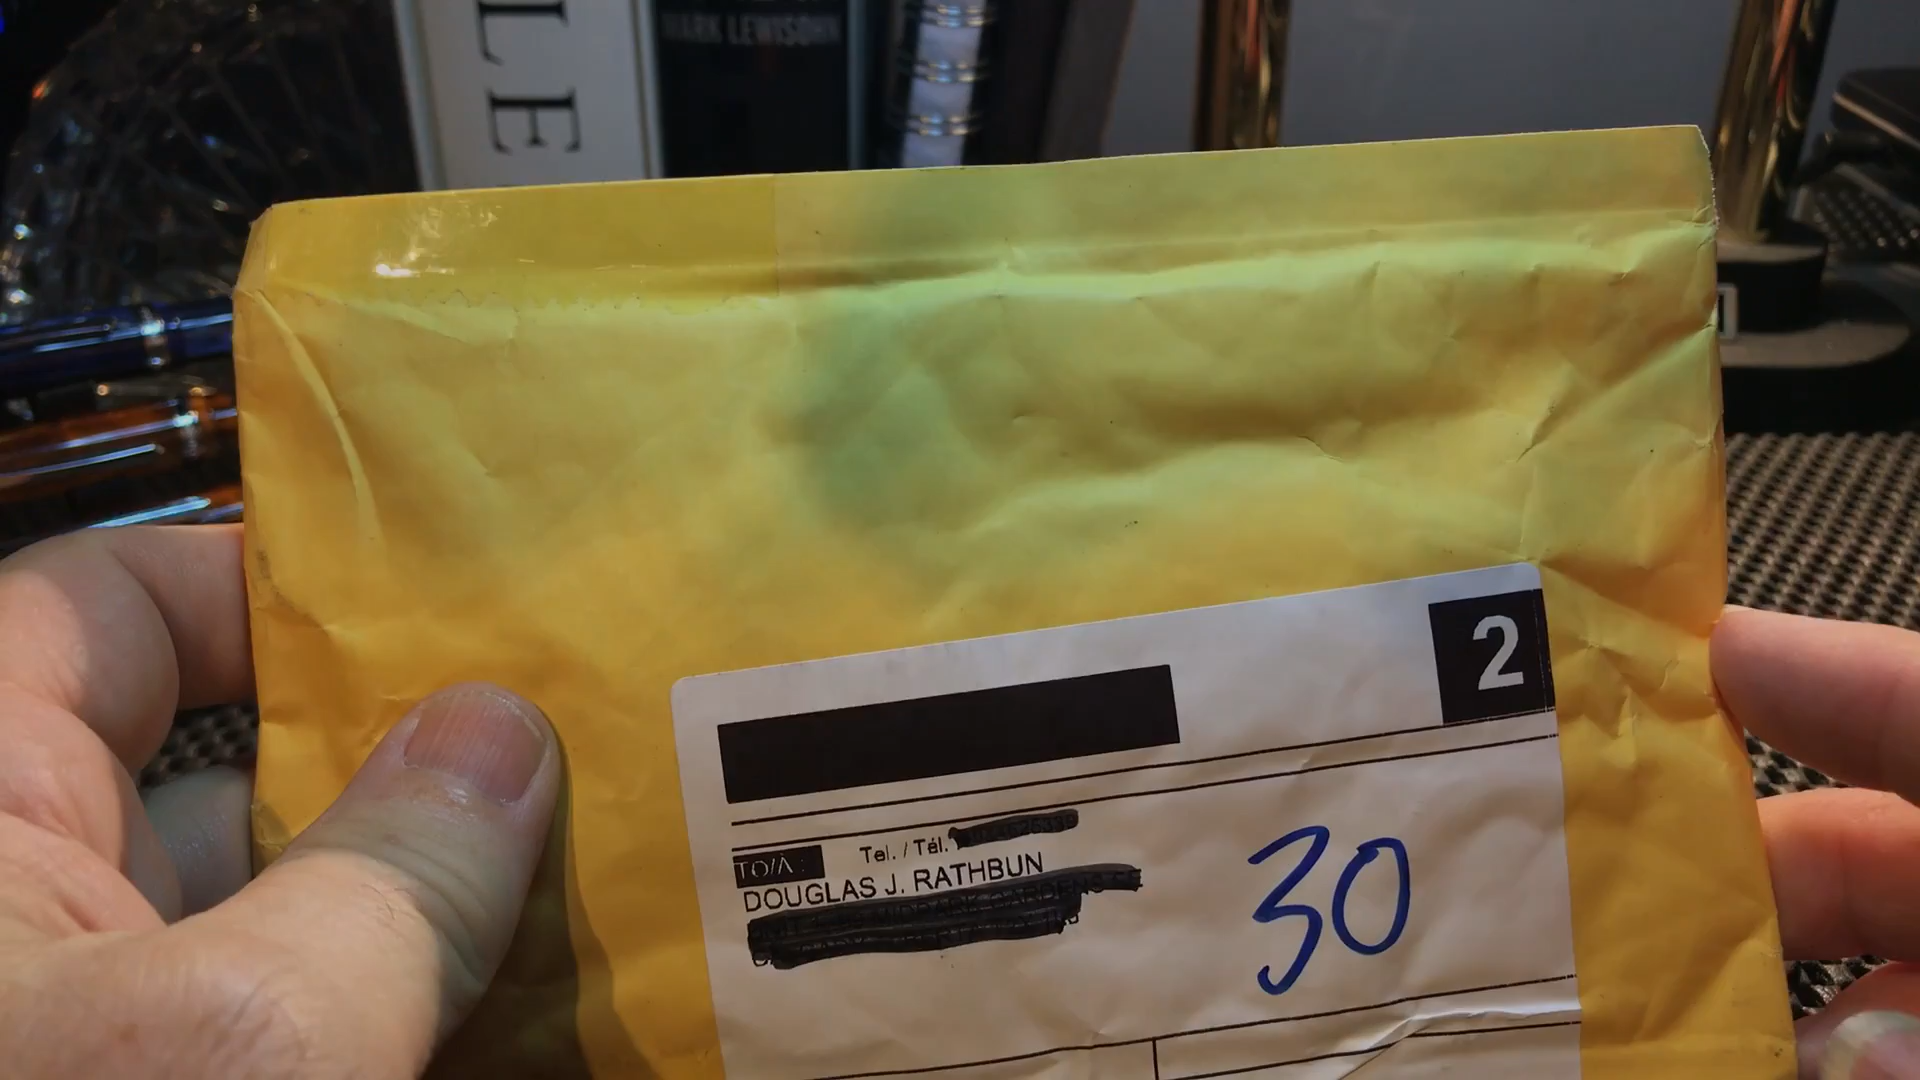 LE
MARK LEWISOHN
2
TO/À :
Tel. / Tél.
DOUGLAS J. RATHBUN
30